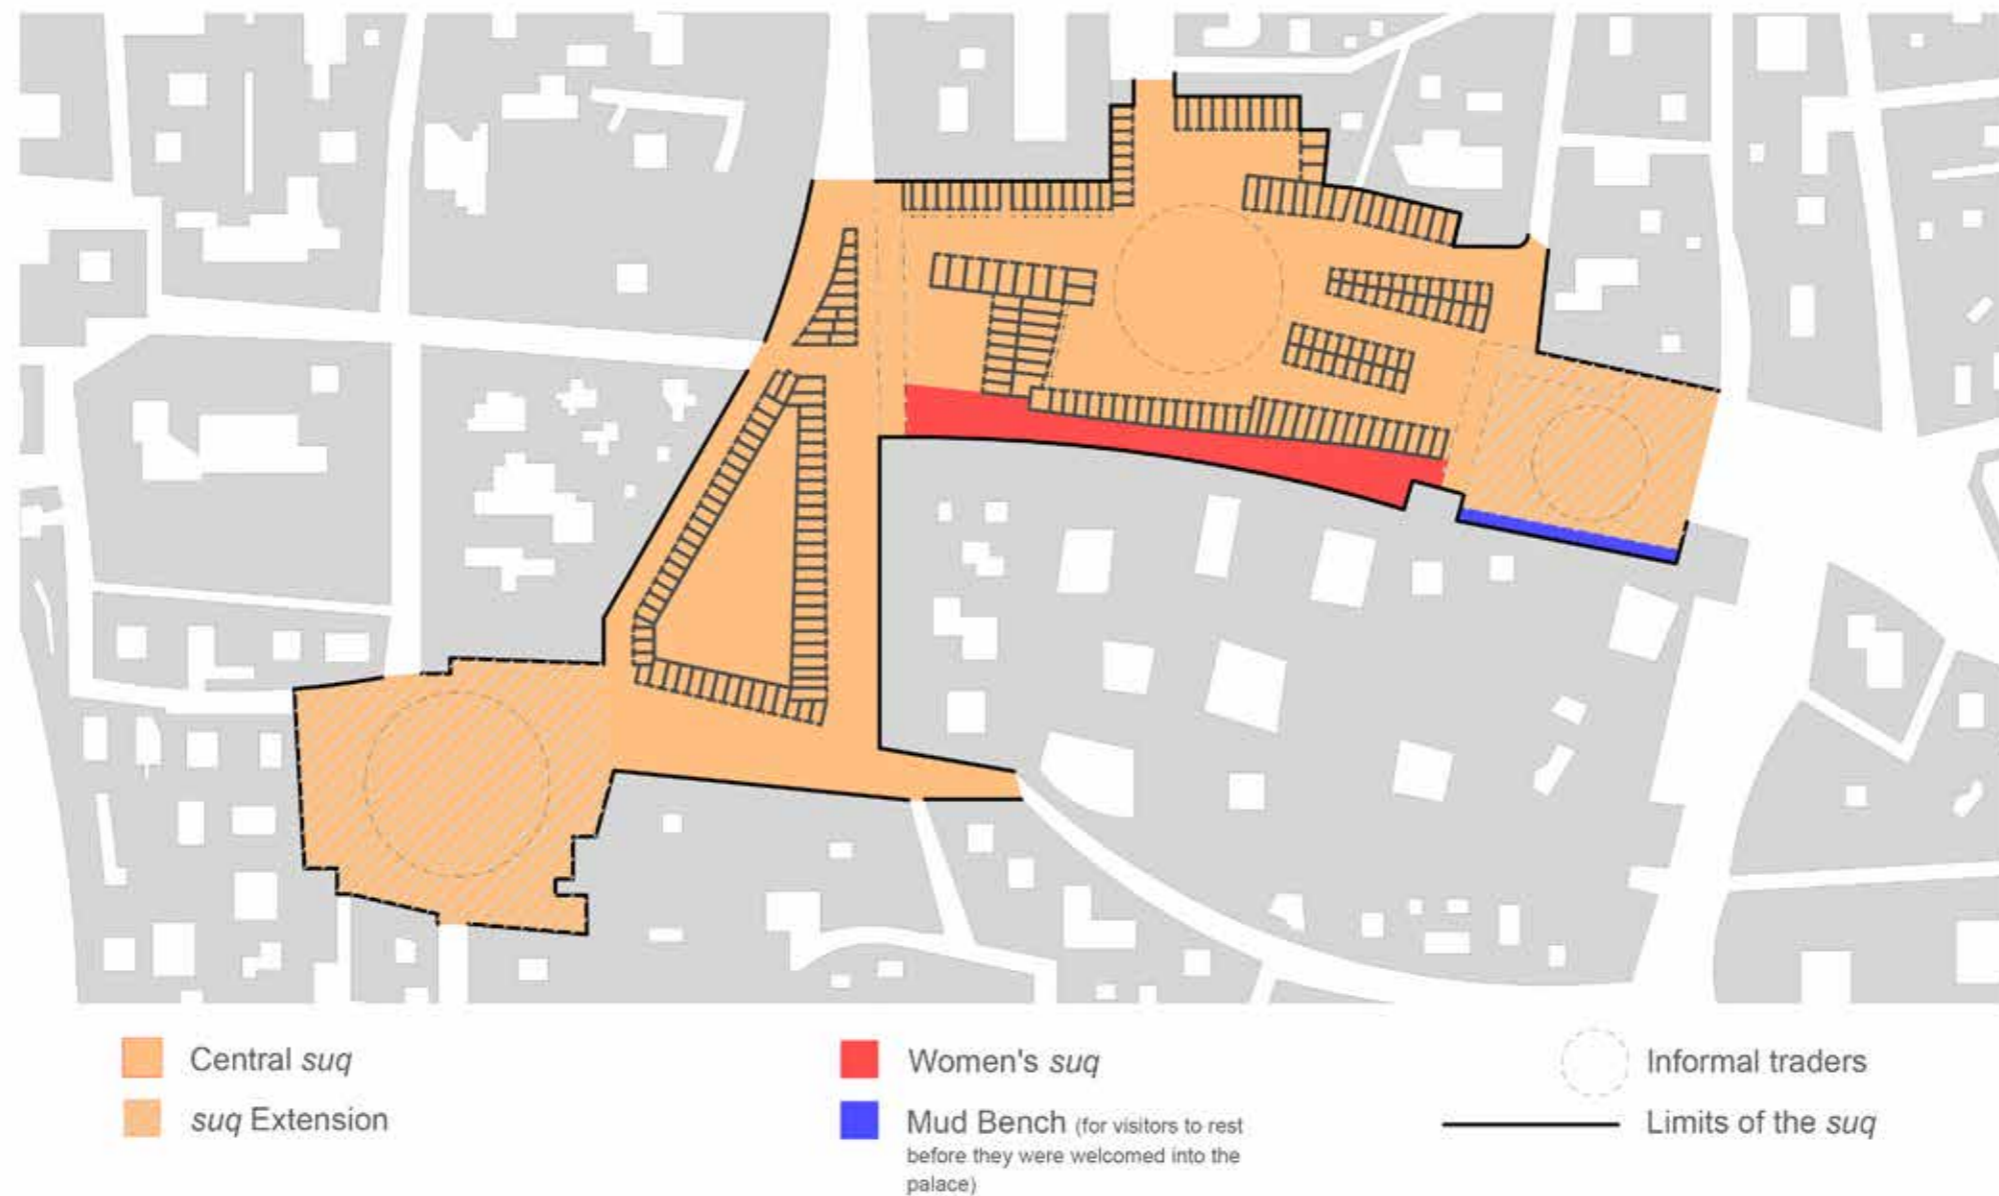 Central suq
suq Extension
Women's suq
Mud Bench (for visitors to rest
before they were welcomed into the
palace)
Informal traders
Limits of the suq